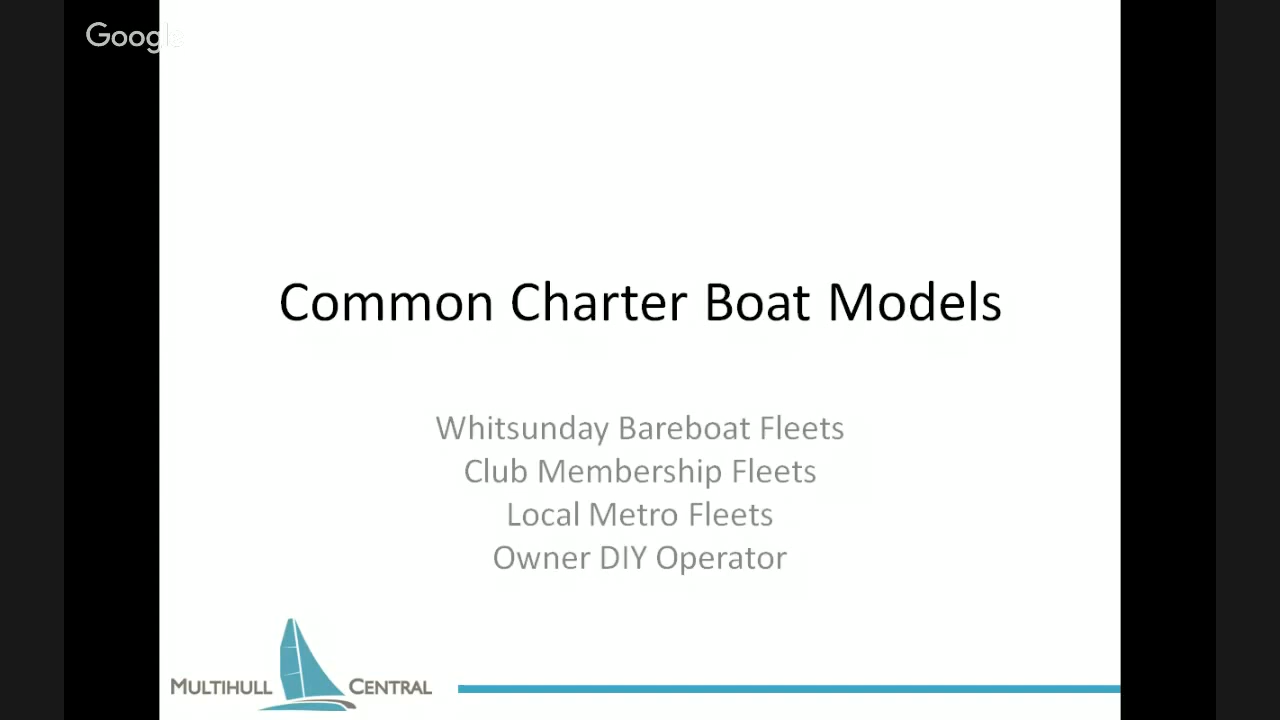 Google
Common Charter Boat Models
Whitsunday Bareboat Fleets
Club Membership Fleets
Local Metro Fleets
Owner DIY Operator
MULTIHULL CENTRAL